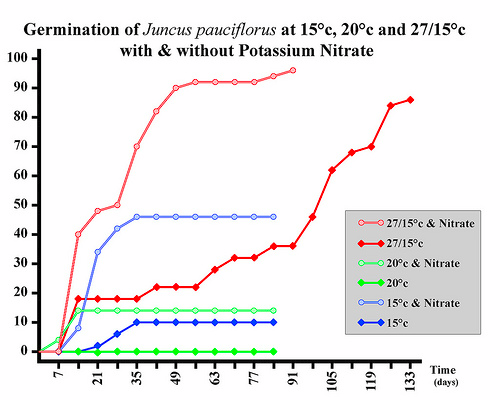 Germination of Juncus pauciflorus at 15°c, 20°c and 27/15°c
with & without Potassium Nitrate
100
90
80
70
60
50
40
30
20
10
0
27/15°c & Nitrate
27/15°c
20°c & Nitrate
20°c
15°c & Nitrate
15°c
7
21
35
49
63
77
91
105
119
133
Time
(days)